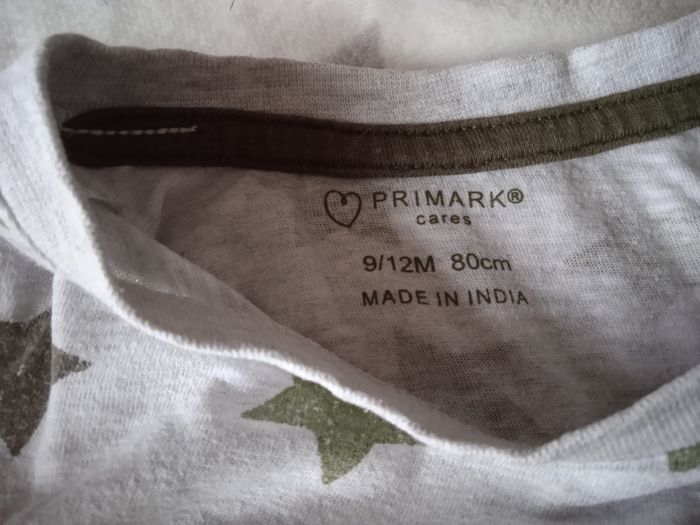 PRIMARK®
cares
9/12M 80cm
MADE IN INDIA